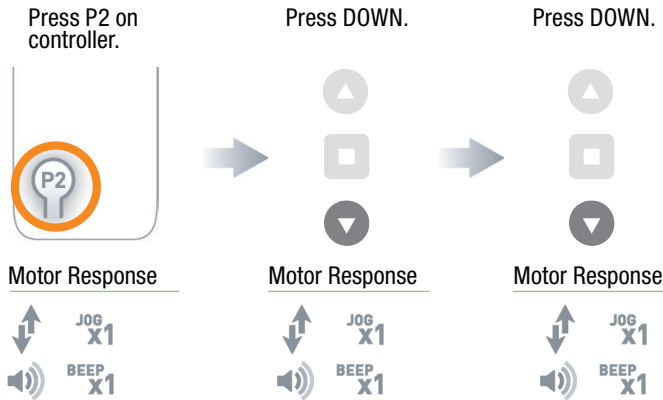 Press P2 on
controller.
Press DOWN.
Press DOWN.
P2
Motor Response
Motor Response
Motor Response
JOG
X1
JOG
X1
JOG
X1
BEEP
X1
BEEP
X1
BEEP
X1